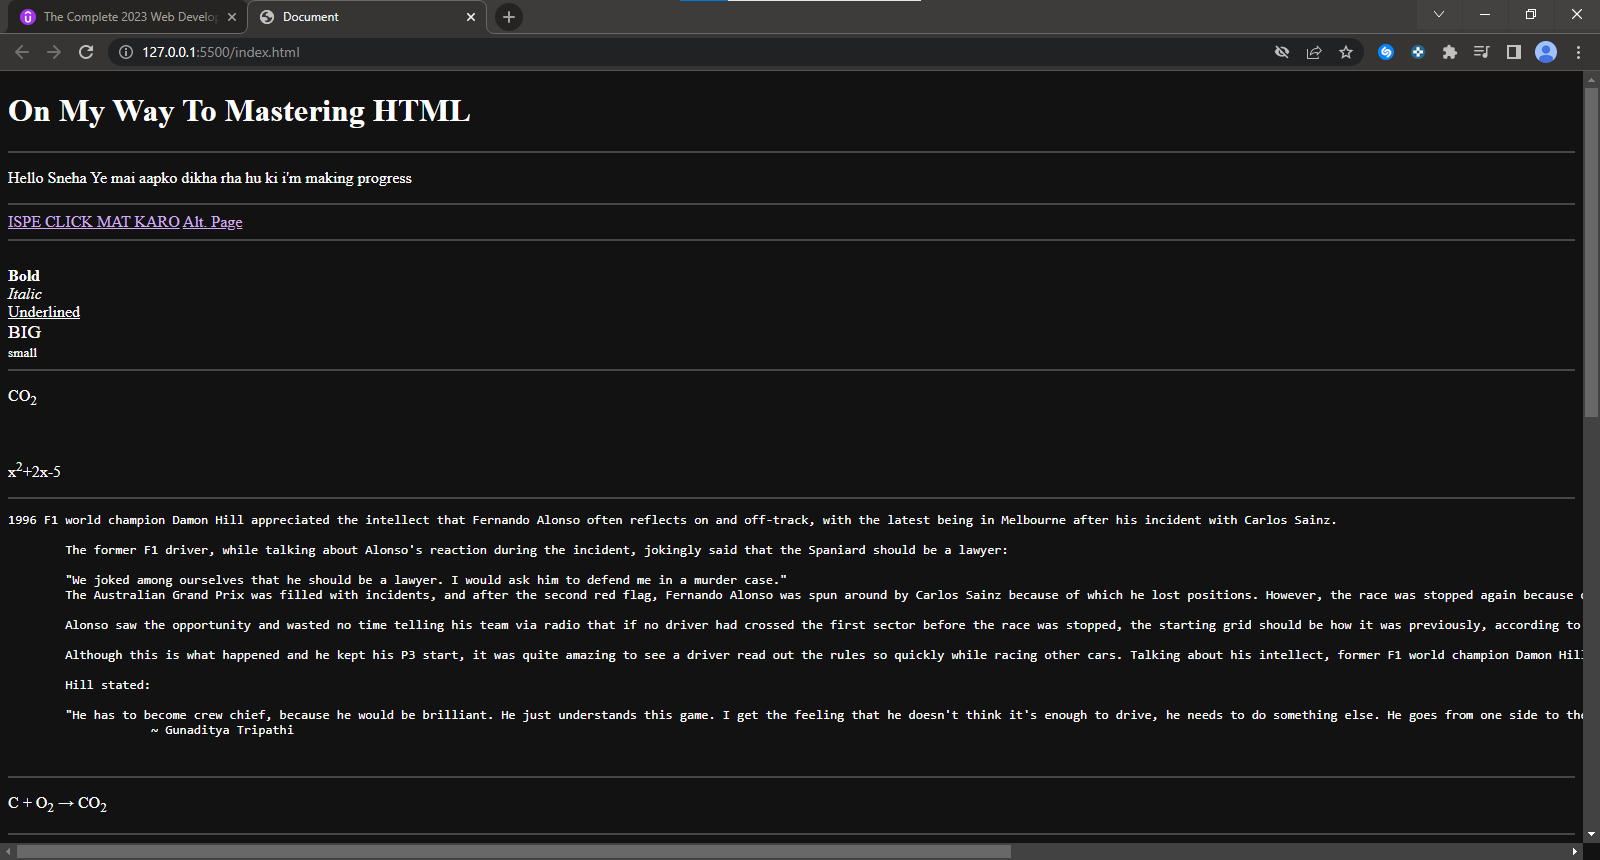 The Complete 2023 Web Develop
Document
127.0.0.1:5500/index.html
On My Way To Mastering HTML
Hello Sneha Ye mai aapko dikha rha hu ki i'm making progress
ISPE CLICK MAT KARO Alt. Page
Bold
Italic
Underlined
BIG
small
CO₂
x²+2x-5
1996 F1 world champion Damon Hill appreciated the intellect that Fernando Alonso often reflects on and off-track, with the latest being in Melbourne after his incident with Carlos Sainz.
The former F1 driver, while talking about Alonso's reaction during the incident, jokingly said that the Spaniard should be a lawyer:
"We joked among ourselves that he should be a lawyer. I would ask him to defend me in a murder case."
The Australian Grand Prix was filled with incidents, and after the second red flag, Fernando Alonso was spun around by Carlos Sainz because of which he lost positions. However, the race was stopped again because
Alonso saw the opportunity and wasted no time telling his team via radio that if no driver had crossed the first sector before the race was stopped, the starting grid should be how it was previously, according to
Although this is what happened and he kept his P3 start, it was quite amazing to see a driver read out the rules so quickly while racing other cars. Talking about his intellect, former F1 world champion Damon Hill
Hill stated:
"He has to become crew chief, because he would be brilliant. He just understands this game. I get the feeling that he doesn't think it's enough to drive, he needs to do something else. He goes from one side to the
~ Gunaditya Tripathi
C + O₂ → CO₂